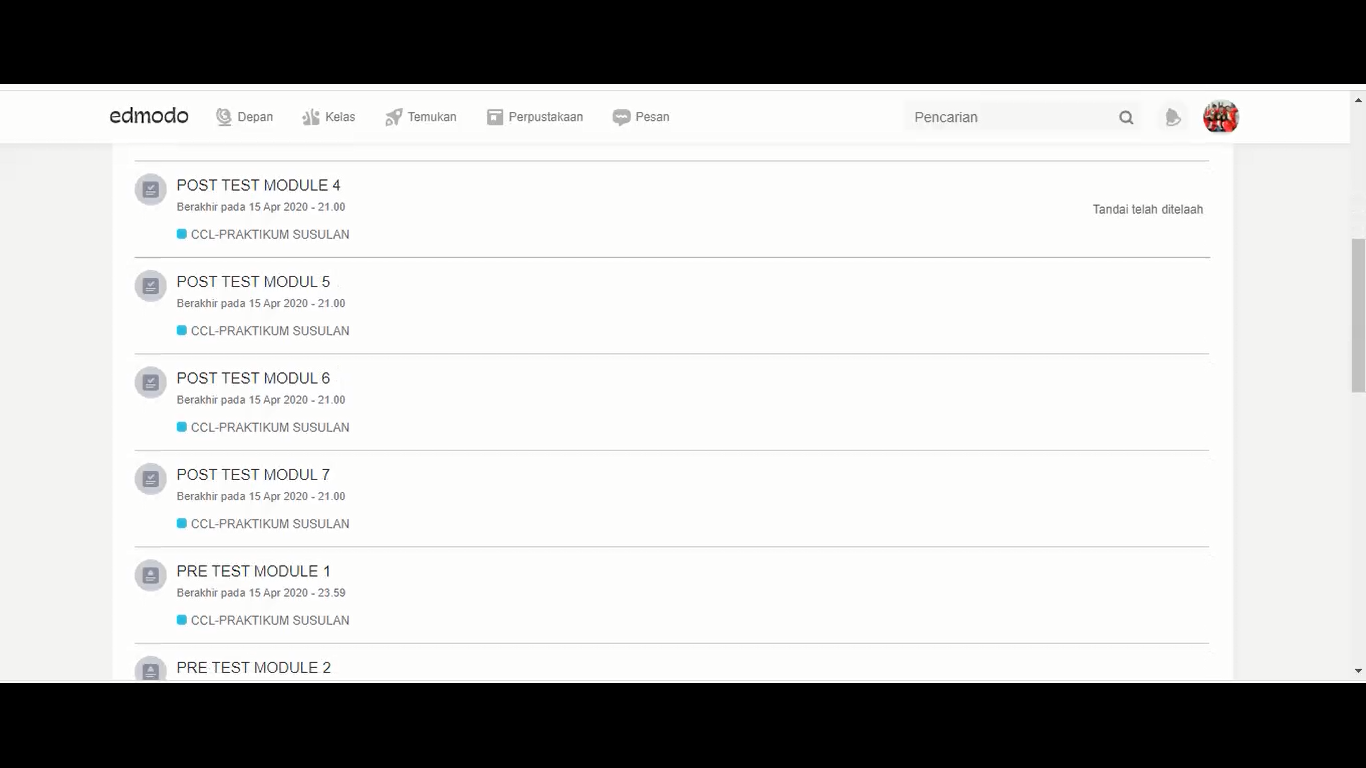 edmodo Depan Kelas Temukan Perpustakaan Pesan Pencarian
POST TEST MODULE 4
Berakhir pada 15 Apr 2020 - 21.00
Tandai telah ditelaah
CCL-PRAKTIKUM SUSULAN
POST TEST MODUL 5
Berakhir pada 15 Apr 2020 - 21.00
CCL-PRAKTIKUM SUSULAN
POST TEST MODUL 6
Berakhir pada 15 Apr 2020 - 21.00
CCL-PRAKTIKUM SUSULAN
POST TEST MODUL 7
Berakhir pada 15 Apr 2020 - 21.00
CCL-PRAKTIKUM SUSULAN
PRE TEST MODULE 1
Berakhir pada 15 Apr 2020 - 23.59
CCL-PRAKTIKUM SUSULAN
PRE TEST MODULE 2